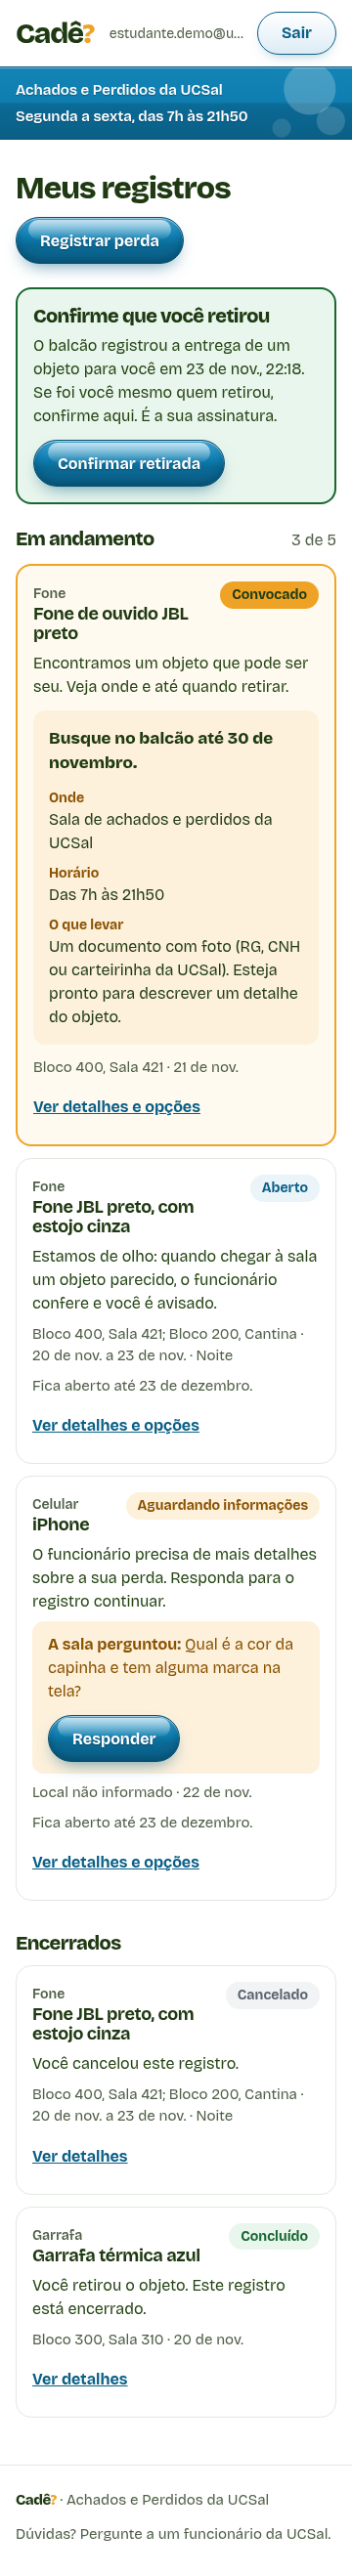 Cadê? estudante.demo@u... Sair
Achados e Perdidos da UCSal
Segunda a sexta, das 7h às 21h50
Meus registros
Registrar perda
Confirme que você retirou
O balcão registrou a entrega de um
objeto para você em 23 de nov., 22:18.
Se foi você mesmo quem retirou,
confirme aqui. É a sua assinatura.
Confirmar retirada
Em andamento 3 de 5
Fone Convocado
Fone de ouvido JBL
preto
Encontramos um objeto que pode ser
seu. Veja onde e até quando retirar.
Busque no balcão até 30 de
novembro.
Onde
Sala de achados e perdidos da
UCSal
Horário
Das 7h às 21h50
O que levar
Um documento com foto (RG, CNH
ou carteirinha da UCSal). Esteja
pronto para descrever um detalhe
do objeto.
Bloco 400, Sala 421 · 21 de nov.
Ver detalhes e opções
Fone Aberto
Fone JBL preto, com
estojo cinza
Estamos de olho: quando chegar à sala
um objeto parecido, o funcionário
confere e você é avisado.
Bloco 400, Sala 421; Bloco 200, Cantina ·
20 de nov. a 23 de nov. · Noite
Fica aberto até 23 de dezembro.
Ver detalhes e opções
Celular Aguardando informações
iPhone
O funcionário precisa de mais detalhes
sobre a sua perda. Responda para o
registro continuar.
A sala perguntou: Qual é a cor da
capinha e tem alguma marca na
tela?
Responder
Local não informado · 22 de nov.
Fica aberto até 23 de dezembro.
Ver detalhes e opções
Encerrados
Fone Cancelado
Fone JBL preto, com
estojo cinza
Você cancelou este registro.
Bloco 400, Sala 421; Bloco 200, Cantina ·
20 de nov. a 23 de nov. · Noite
Ver detalhes
Garrafa Concluído
Garrafa térmica azul
Você retirou o objeto. Este registro
está encerrado.
Bloco 300, Sala 310 · 20 de nov.
Ver detalhes
Cadê? · Achados e Perdidos da UCSal
Dúvidas? Pergunte a um funcionário da UCSal.